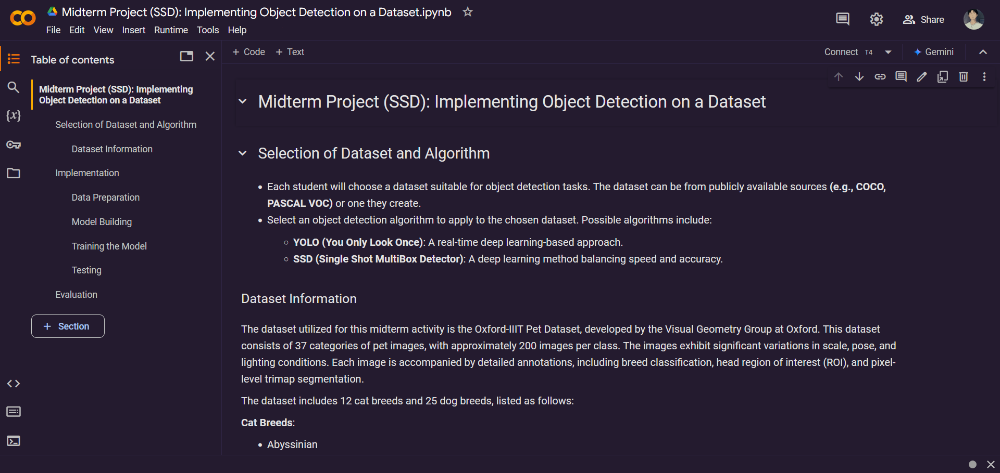 Midterm Project (SSD): Implementing Object Detection on a Dataset.ipynb
File Edit View Insert Runtime Tools Help
Share
Table of contents
Midterm Project (SSD): Implementing
Object Detection on a Dataset
Selection of Dataset and Algorithm
Dataset Information
Implementation
Data Preparation
Model Building
Training the Model
Testing
Evaluation
+ Section
+ Code + Text
Connect T4
Gemini
Midterm Project (SSD): Implementing Object Detection on a Dataset
Selection of Dataset and Algorithm
• Each student will choose a dataset suitable for object detection tasks. The dataset can be from publicly available sources (e.g., COCO,
PASCAL VOC) or one they create.
• Select an object detection algorithm to apply to the chosen dataset. Possible algorithms include:
○ YOLO (You Only Look Once): A real-time deep learning-based approach.
○ SSD (Single Shot MultiBox Detector): A deep learning method balancing speed and accuracy.
Dataset Information
The dataset utilized for this midterm activity is the Oxford-IIIT Pet Dataset, developed by the Visual Geometry Group at Oxford. This dataset
consists of 37 categories of pet images, with approximately 200 images per class. The images exhibit significant variations in scale, pose, and
lighting conditions. Each image is accompanied by detailed annotations, including breed classification, head region of interest (ROI), and pixel-
level trimap segmentation.
The dataset includes 12 cat breeds and 25 dog breeds, listed as follows:
Cat Breeds:
• Abyssinian